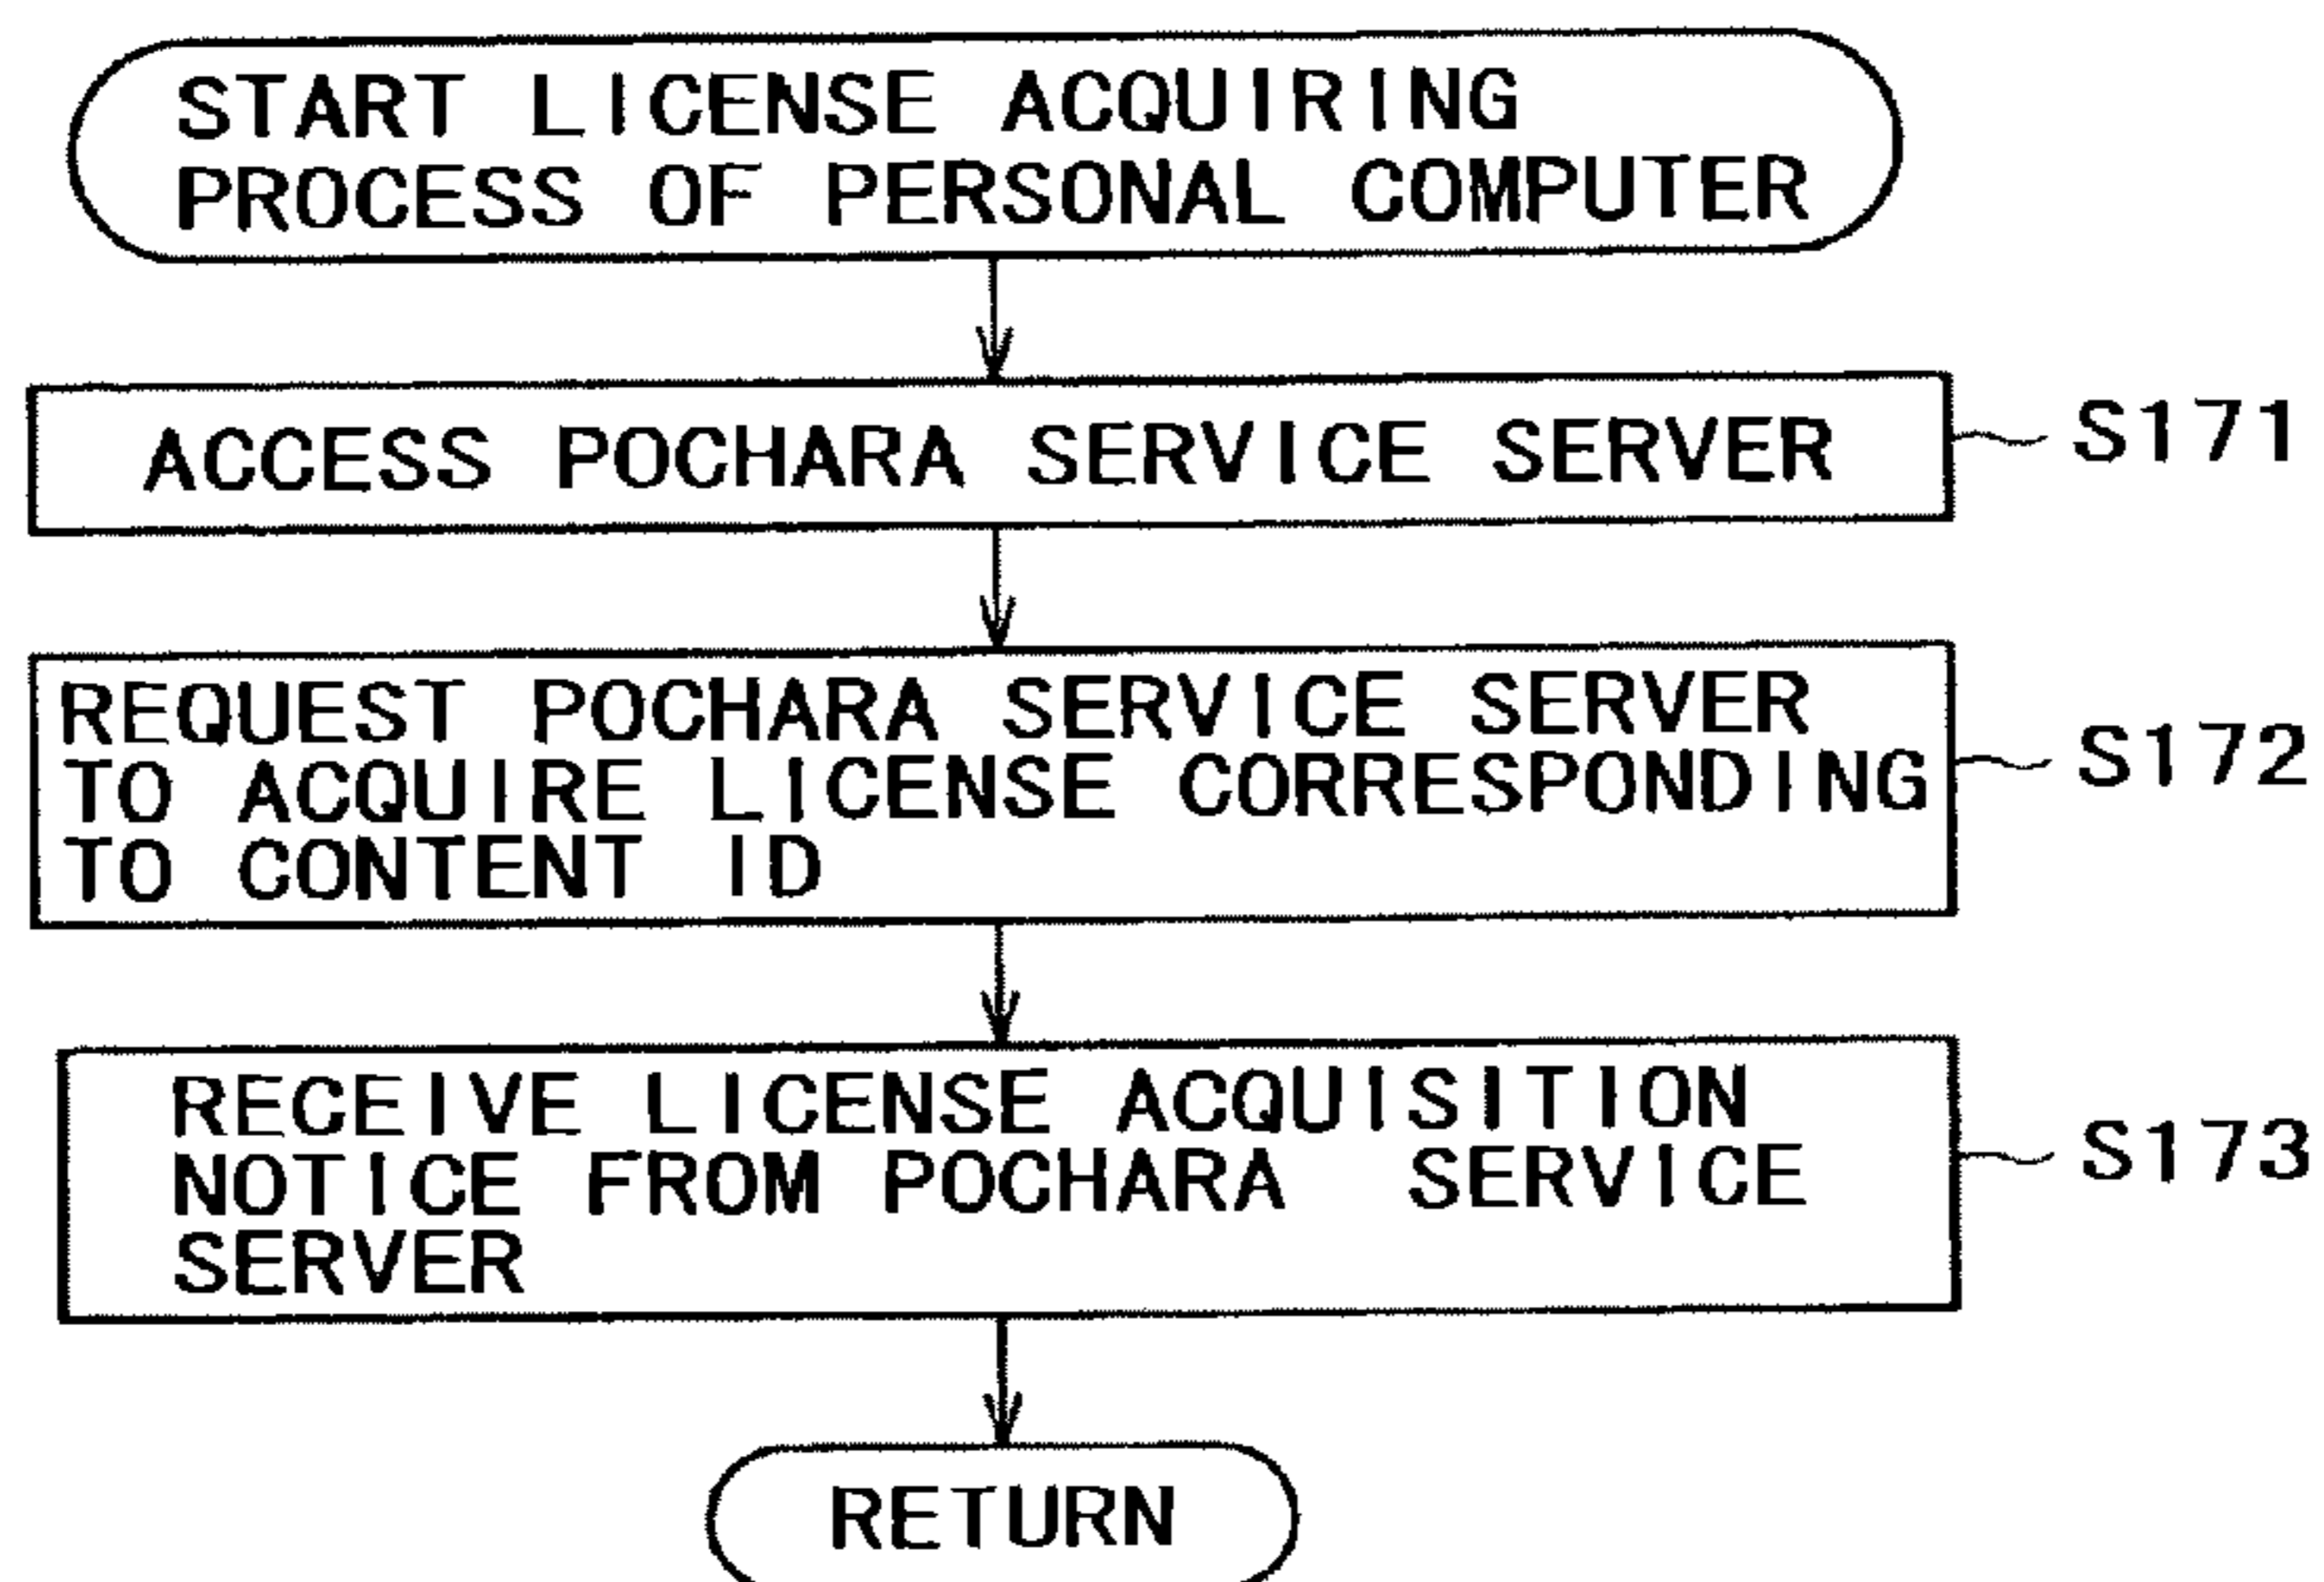 START LICENSE ACQUIRING
PROCESS OF PERSONAL COMPUTER
ACCESS POCHARA SERVICE SERVER
S171
REQUEST POCHARA SERVICE SERVER
TO ACQUIRE LICENSE CORRESPONDING
TO CONTENT ID
S172
RECEIVE LICENSE ACQUISITION
NOTICE FROM POCHARA SERVICE
SERVER
S173
RETURN